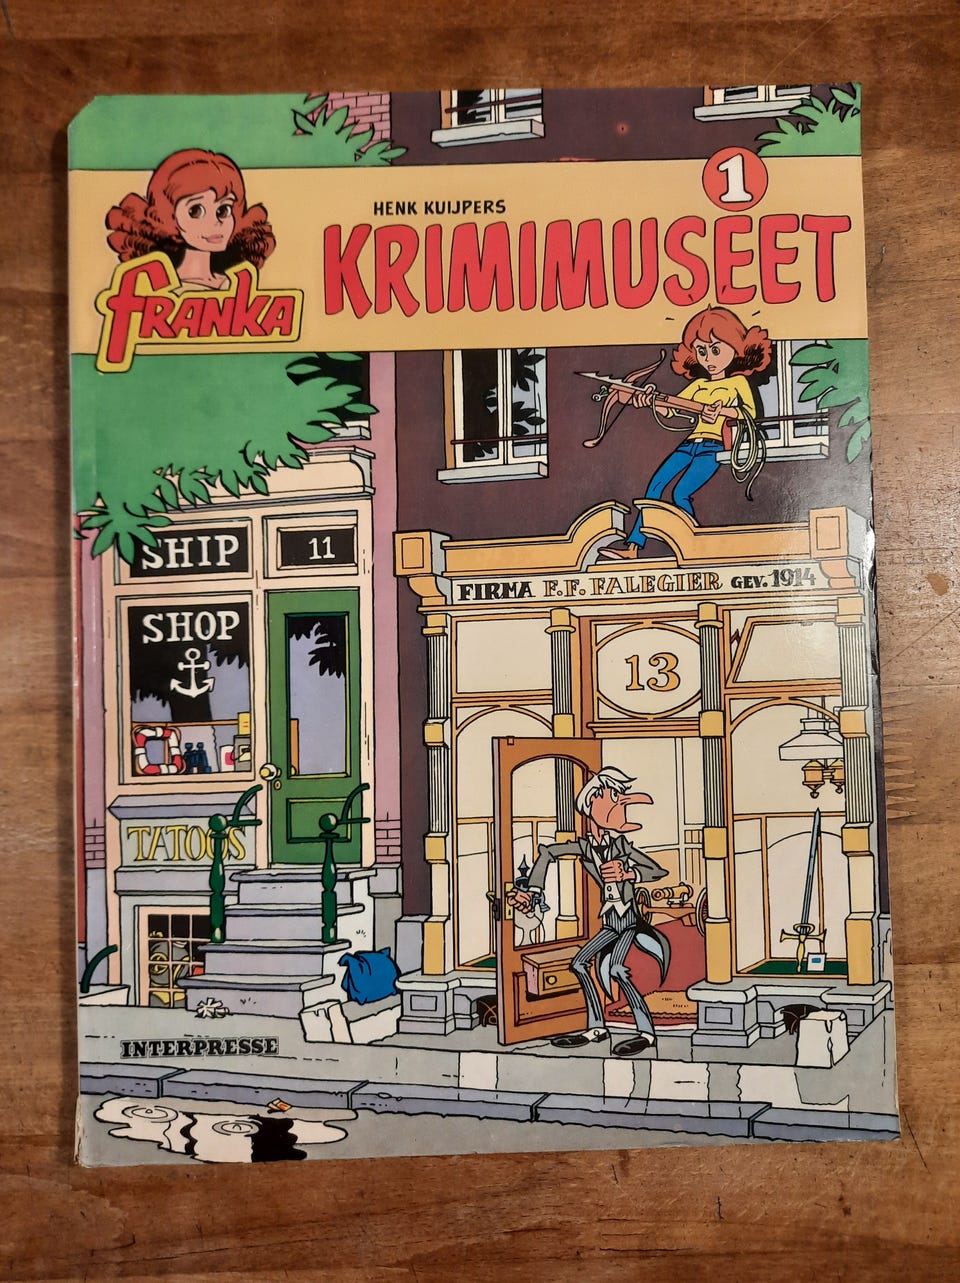 1
HENK KUIJPERS
KRIMIMUSEET
FRANKA
SHIP
11
SHOP
FIRMA F.F. FALEGIER GEV. 1914
13
TATOOS
INTERPRESSE